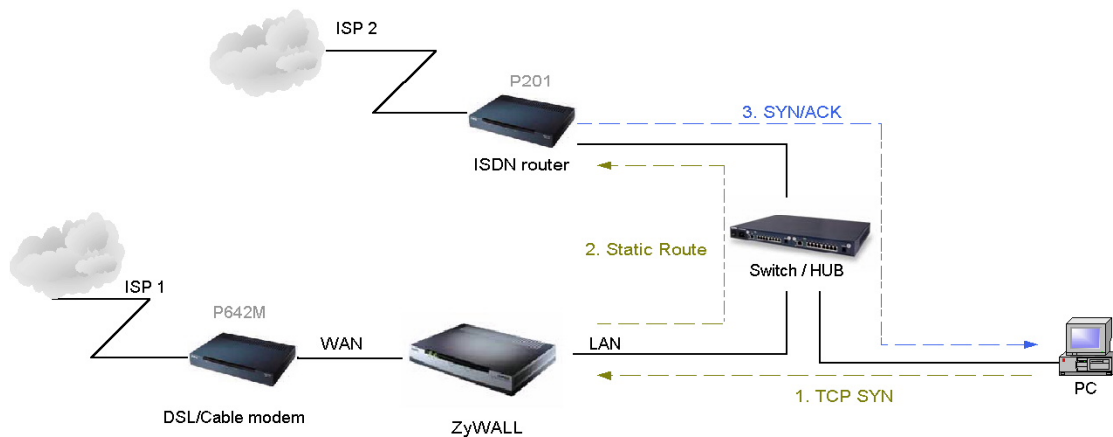 ISP 2
P201
3. SYN/ACK
ISDN router
2. Static Route
Switch / HUB
ISP 1
P642M
WAN
LAN
DSL/Cable modem
ZyWALL
1. TCP SYN
PC